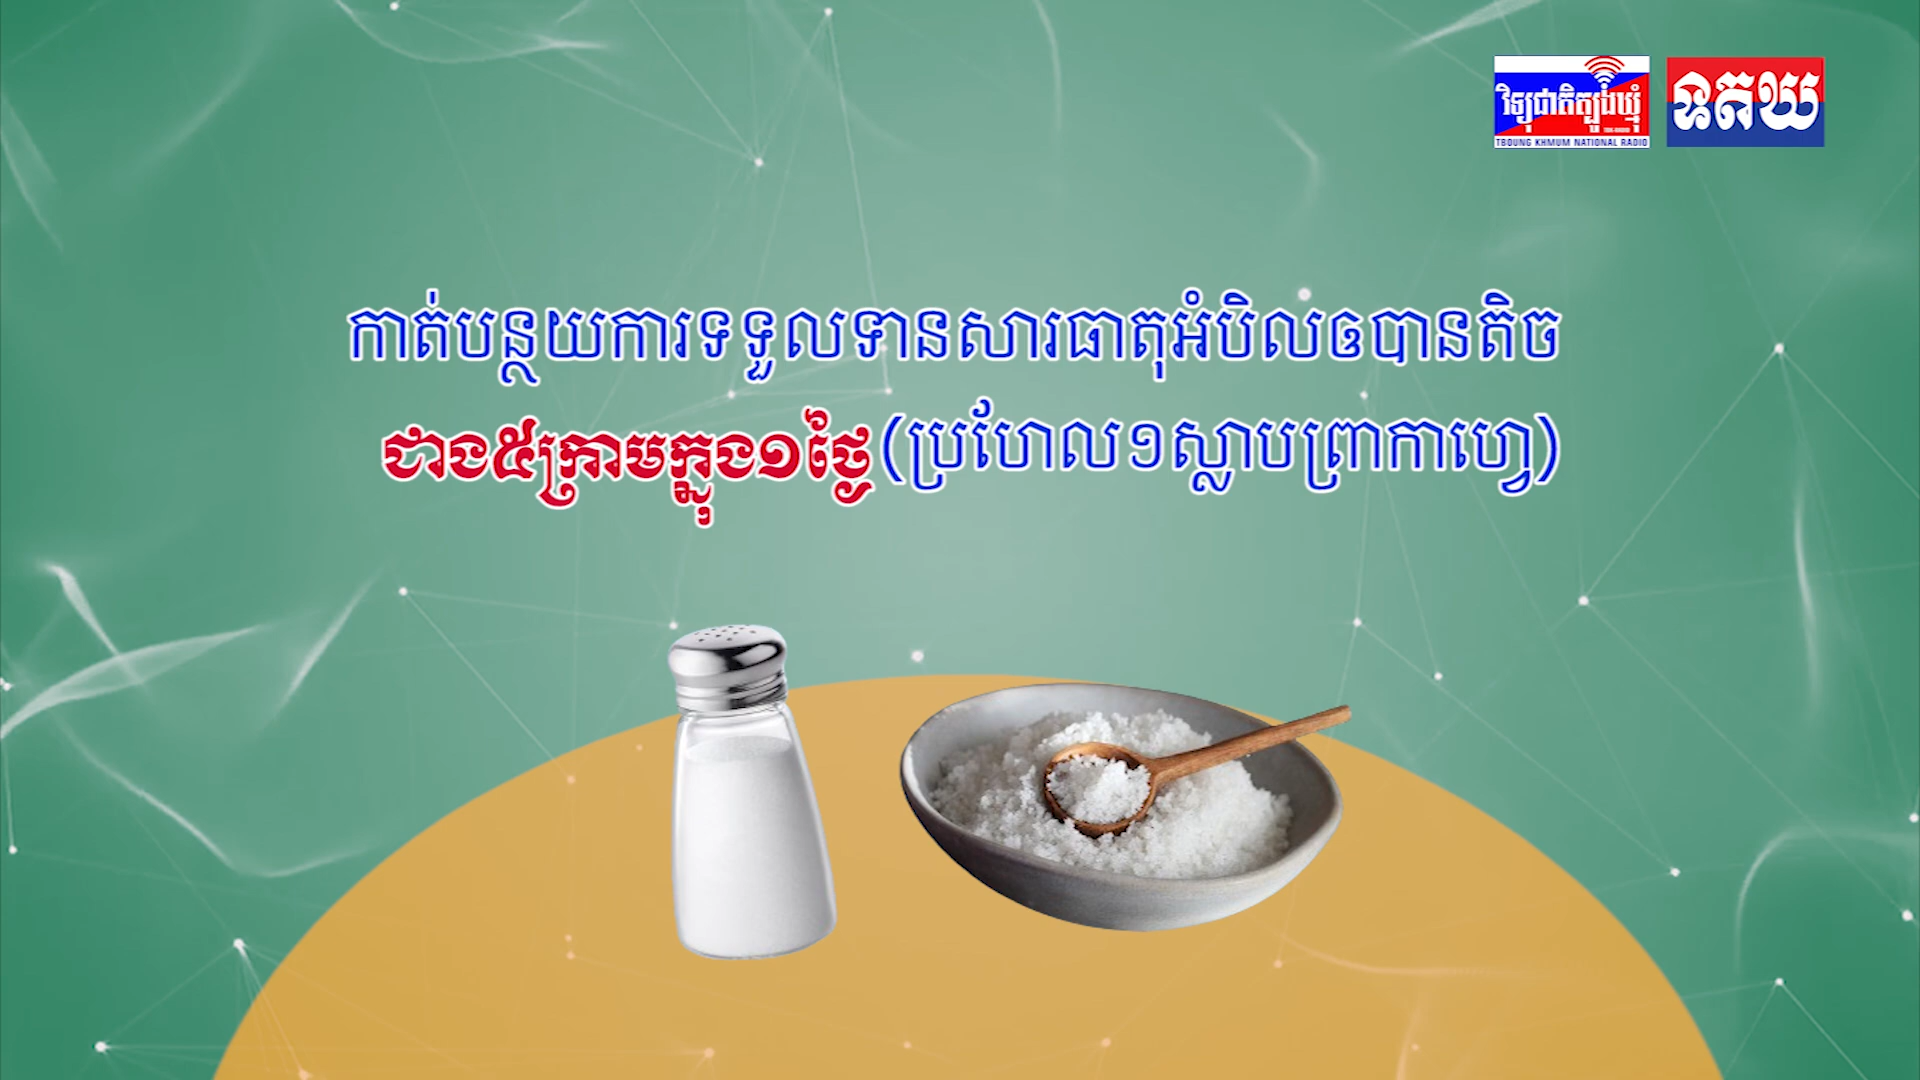 វិទ្យុជាតិត្បូងឃ្មុំ
TBOUNG KHMUM NATIONAL RADIO
ទតឃ
កាត់បន្ថយការទទួលទានសារធាតុអំបិលឲបានតិច
ជាង៥ក្រាមក្នុង១ថ្ងៃ(ប្រហែល១ស្លាបព្រាកាហ្វេ)